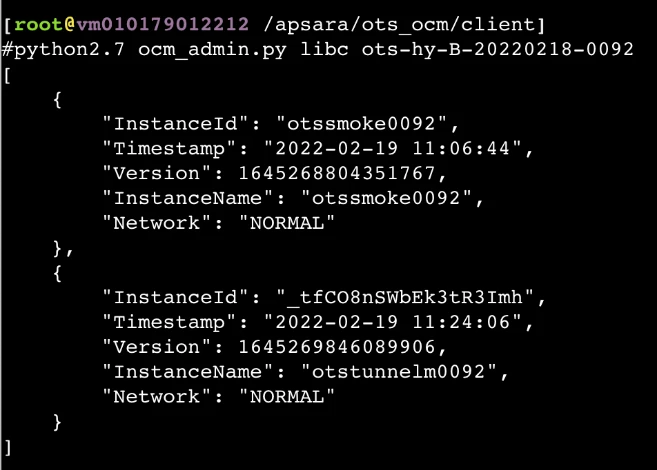 [root@vm010179012212 /apsara/ots_ocm/client]
#python2.7 ocm_admin.py libc ots-hy-B-20220218-0092
[
    {
        "InstanceId": "otssmoke0092",
        "Timestamp": "2022-02-19 11:06:44",
        "Version": 1645268804351767,
        "InstanceName": "otssmoke0092",
        "Network": "NORMAL"
    },
    {
        "InstanceId": "_tfCO8nSWbEk3tR3Imh",
        "Timestamp": "2022-02-19 11:24:06",
        "Version": 1645269846089906,
        "InstanceName": "otstunnelm0092",
        "Network": "NORMAL"
    }
]